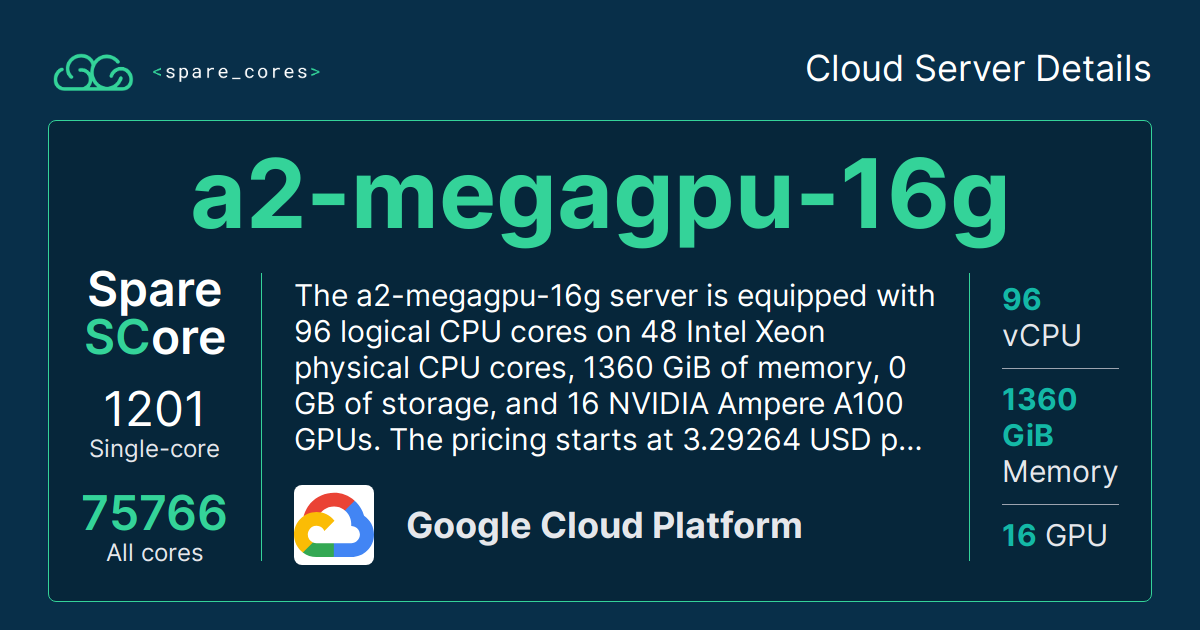 <spare_cores>
Cloud Server Details
a2-megagpu-16g
Spare
SCore
1201
Single-core
75766
All cores
The a2-megagpu-16g server is equipped with
96 logical CPU cores on 48 Intel Xeon
physical CPU cores, 1360 GiB of memory, 0
GB of storage, and 16 NVIDIA Ampere A100
GPUs. The pricing starts at 3.29264 USD p...
Google Cloud Platform
96
vCPU
1360
GiB
Memory
16 GPU